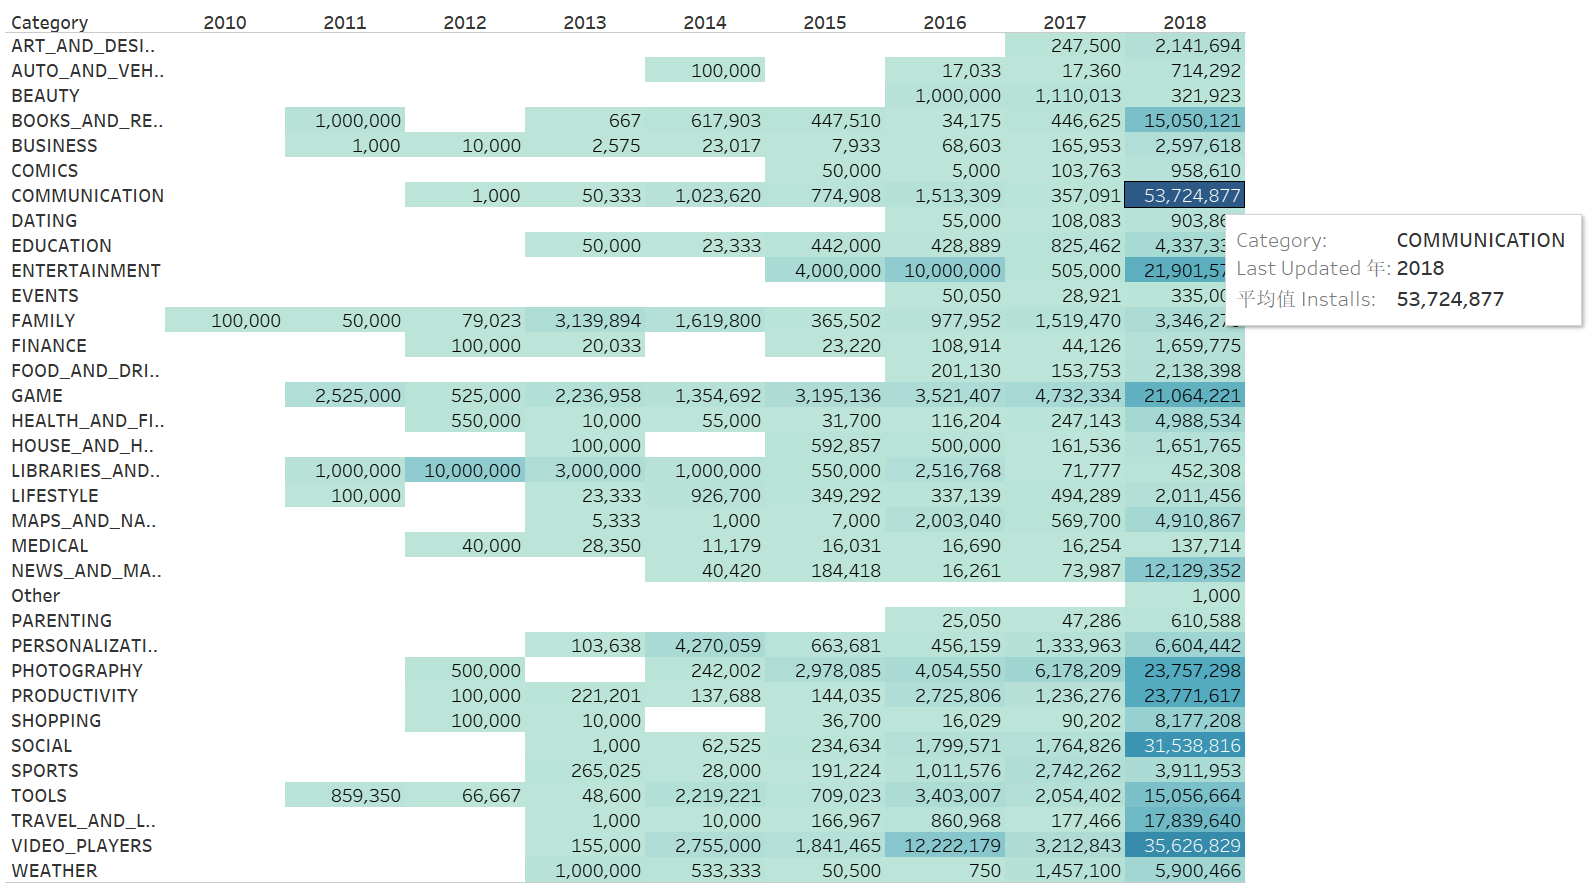 Category 2010 2011 2012 2013 2014 2015 2016 2017 2018
ART_AND_DESI.. 247,500 2,141,694
AUTO_AND_VEH.. 100,000 17,033 17,360 714,292
BEAUTY 1,000,000 1,110,013 321,923
BOOKS_AND_RE.. 1,000,000 667 617,903 447,510 34,175 446,625 15,050,121
BUSINESS 1,000 10,000 2,575 23,017 7,933 68,603 165,953 2,597,618
COMICS 50,000 5,000 103,763 958,610
COMMUNICATION 1,000 50,333 1,023,620 774,908 1,513,309 357,091 53,724,877
DATING 55,000 108,083
EDUCATION 50,000 23,333 442,000 428,889 825,462
ENTERTAINMENT 4,000,000 10,000,000 505,000
EVENTS 50,050 28,921
FAMILY 100,000 50,000 79,023 3,139,894 1,619,800 365,502 977,952 1,519,470
Category: COMMUNICATION
Last Updated 年: 2018
平均值 Installs: 53,724,877
FINANCE 100,000 20,033 23,220 108,914 44,126 1,659,775
FOOD_AND_DRI.. 201,130 153,753 2,138,398
GAME 2,525,000 525,000 2,236,958 1,354,692 3,195,136 3,521,407 4,732,334 21,064,221
HEALTH_AND_FI.. 550,000 10,000 55,000 31,700 116,204 247,143 4,988,534
HOUSE_AND_H.. 100,000 592,857 500,000 161,536 1,651,765
LIBRARIES_AND.. 1,000,000 10,000,000 3,000,000 1,000,000 550,000 2,516,768 71,777 452,308
LIFESTYLE 100,000 23,333 926,700 349,292 337,139 494,289 2,011,456
MAPS_AND_NA.. 5,333 1,000 7,000 2,003,040 569,700 4,910,867
MEDICAL 40,000 28,350 11,179 16,031 16,690 16,254 137,714
NEWS_AND_MA.. 40,420 184,418 16,261 73,987 12,129,352
Other 1,000
PARENTING 25,050 47,286 610,588
PERSONALIZATI.. 103,638 4,270,059 663,681 456,159 1,333,963 6,604,442
PHOTOGRAPHY 500,000 242,002 2,978,085 4,054,550 6,178,209 23,757,298
PRODUCTIVITY 100,000 221,201 137,688 144,035 2,725,806 1,236,276 23,771,617
SHOPPING 100,000 10,000 36,700 16,029 90,202 8,177,208
SOCIAL 1,000 62,525 234,634 1,799,571 1,764,826 31,538,816
SPORTS 265,025 28,000 191,224 1,011,576 2,742,262 3,911,953
TOOLS 859,350 66,667 48,600 2,219,221 709,023 3,403,007 2,054,402 15,056,664
TRAVEL_AND_L.. 1,000 10,000 166,967 860,968 177,466 17,839,640
VIDEO_PLAYERS 155,000 2,755,000 1,841,465 12,222,179 3,212,843 35,626,829
WEATHER 1,000,000 533,333 50,500 750 1,457,100 5,900,466